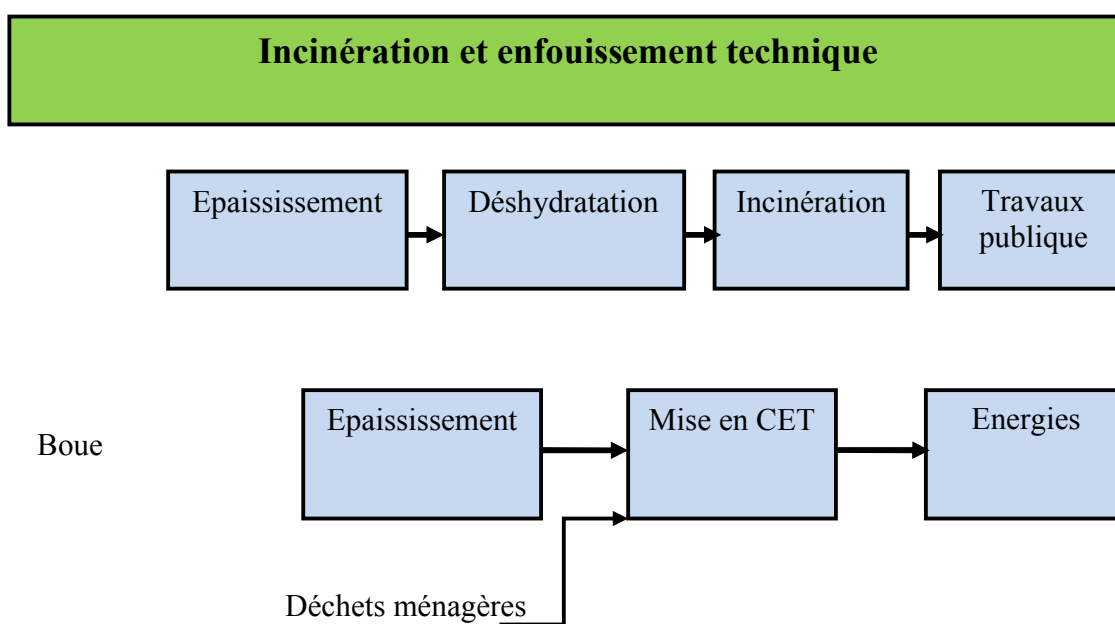 Incinération et enfouissement technique
Epaississement
Déshydratation
Incinération
Travaux
publique
Boue
Epaississement
Mise en CET
Energies
Déchets ménagères